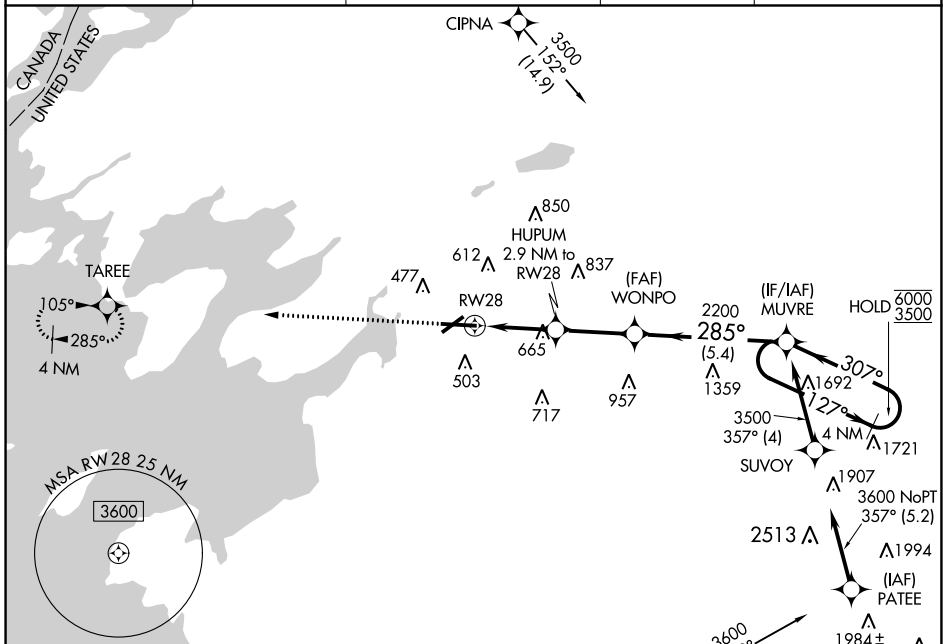 CIPNA
3500
152°
(14.9)
CANADA
UNITED STATES
850
HUPUM
2.9 NM to
RW28
612
837
477
TAREE
105°
285°
4 NM
RW28
(FAF)
WONPO
2200
285°
(5.4)
(IF/IAF)
MUVRE
HOLD
6000
3500
307°
127°
4 NM
665
503
717
957
1359
1692
1721
3500
357° (4)
SUVOY
1907
3600 NoPT
357° (5.2)
2513
1994
(IAF)
PATEE
1984±
3600
MSA RW28 25 NM
3600